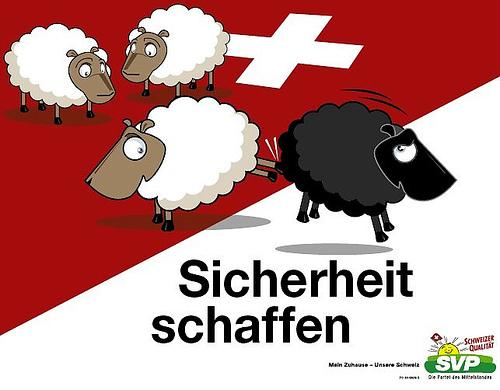 Sicherheit
schaffen
Mein Zuhause – Unsere Schweiz
SCHWEIZER
QUALITÄT
SVP
Die Partei des Mittelstandes